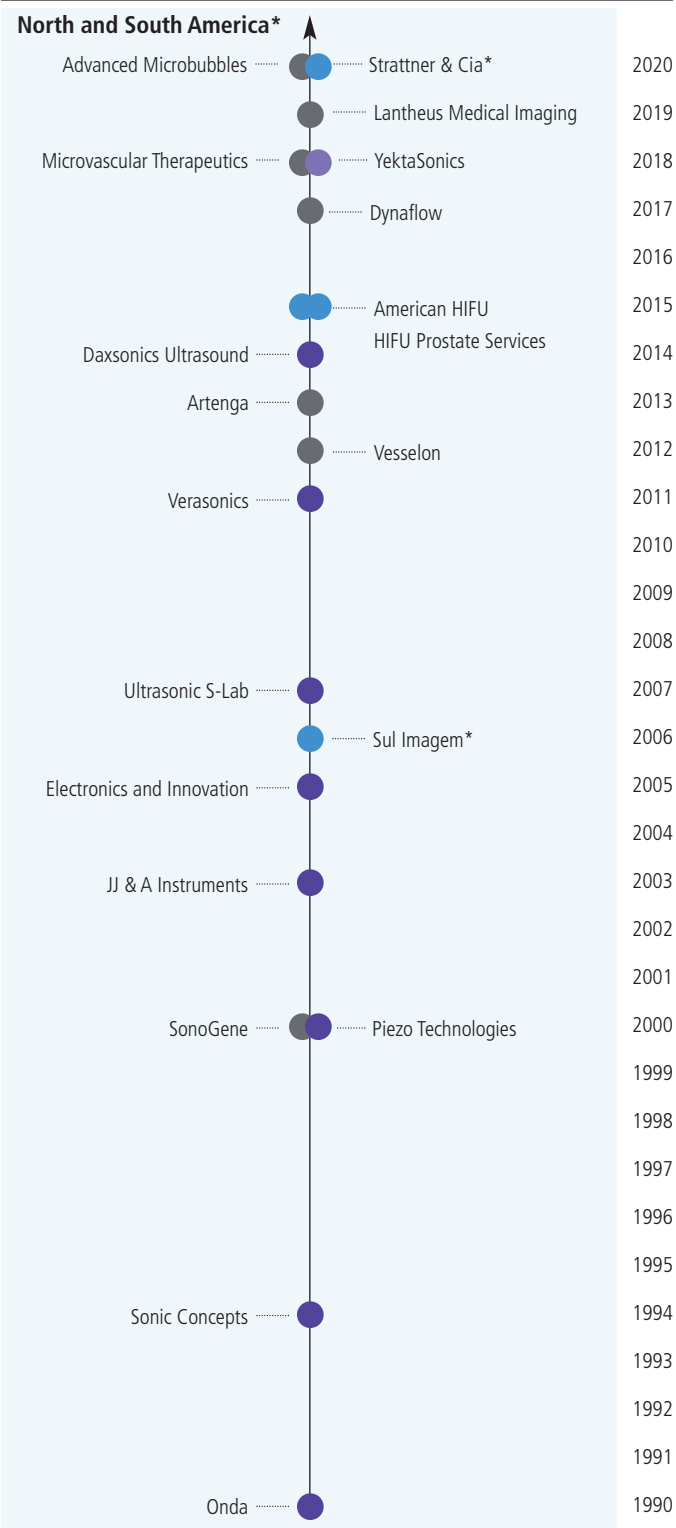 North and South America*
Advanced Microbubbles Strattner & Cia* 2020
Lantheus Medical Imaging 2019
Microvascular Therapeutics YektaSonics 2018
Dynaflow 2017
2016
American HIFU 2015
HIFU Prostate Services
Daxsonics Ultrasound 2014
Artenga 2013
Vesselon 2012
Verasonics 2011
2010
2009
2008
Ultrasonic S-Lab 2007
Sul Imagem* 2006
Electronics and Innovation 2005
2004
JJ & A Instruments 2003
2002
2001
SonoGene Piezo Technologies 2000
1999
1998
1997
1996
1995
Sonic Concepts 1994
1993
1992
1991
Onda 1990